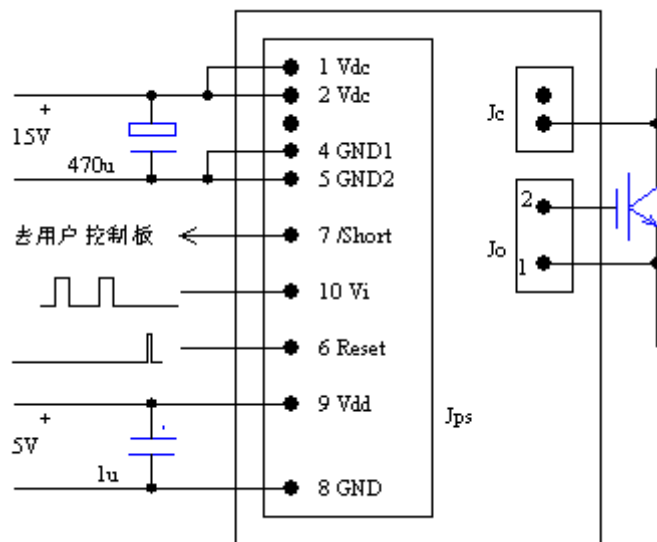 1 Vdc
+
2 Vdc
Jc
15V
470u
4 GND1
5 GND2
2
去用户控制板
7 /Short
Jo
1
10 Vi
6 Reset
+
9 Vdd
Jps
5V
1u
8 GND